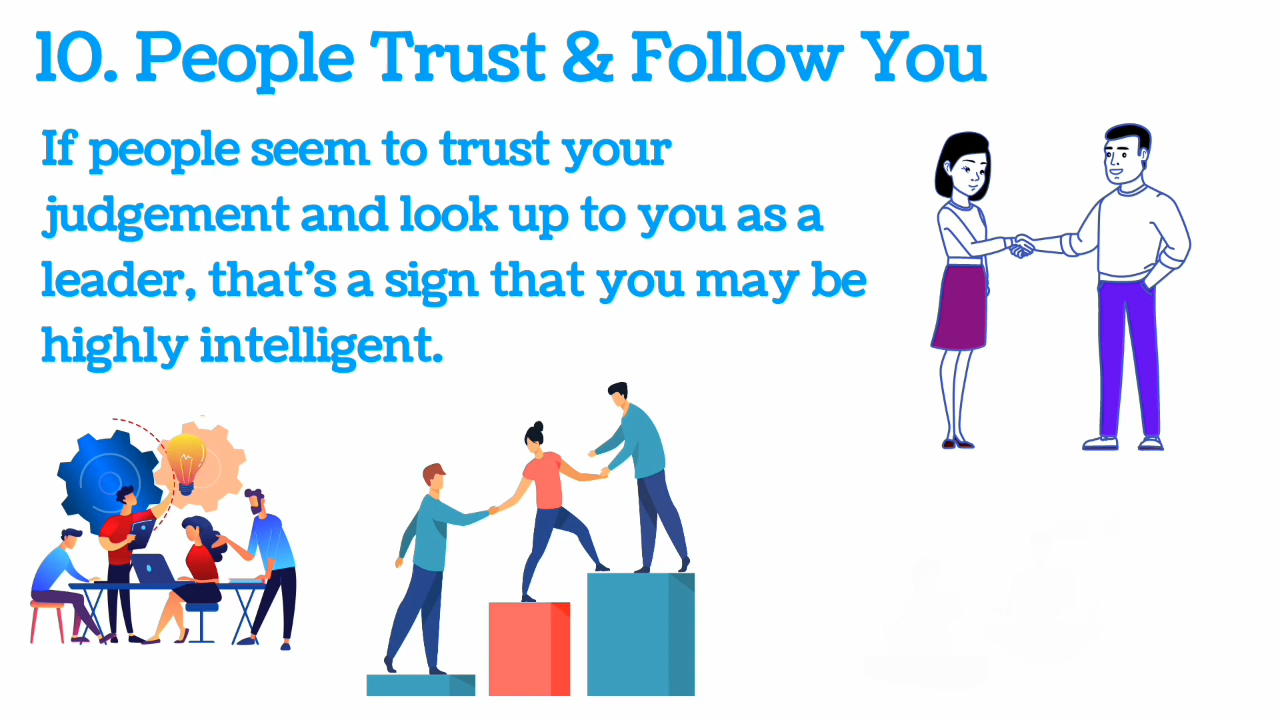 10. People Trust & Follow You
If people seem to trust your
judgement and look up to you as a
leader, that's a sign that you may be
highly intelligent.